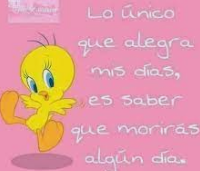 Lo único
que alegra
mis días,
es saber
que morirás
algún día.